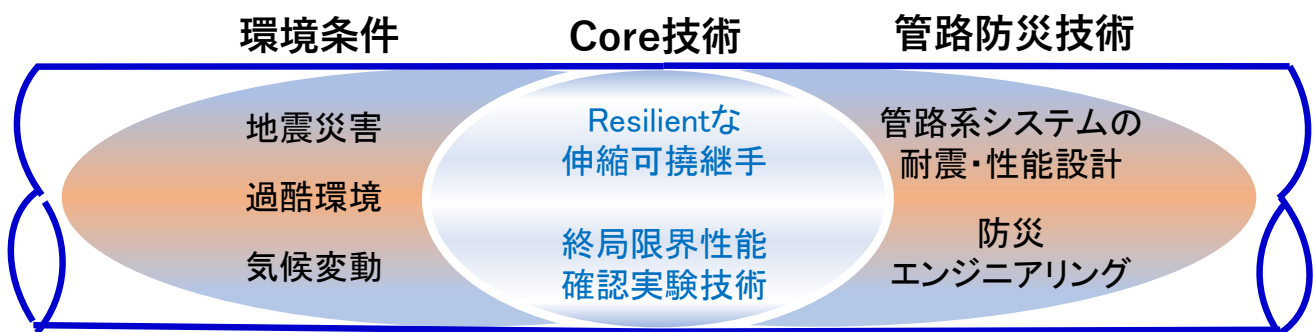 環境条件
Core技術
管路防災技術
地震災害
過酷環境
気候変動
Resilientな
伸縮可撓継手
終局限界性能
確認実験技術
管路系システムの
耐震・性能設計
防災
エンジニアリング